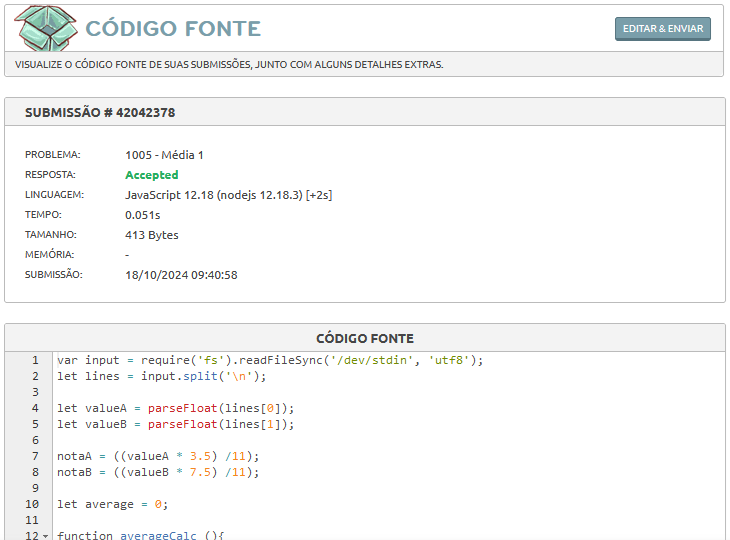 CÓDIGO FONTE
EDITAR & ENVIAR
VISUALIZE O CÓDIGO FONTE DE SUAS SUBMISSÕES, JUNTO COM ALGUNS DETALHES EXTRAS.
SUBMISSÃO # 42042378
PROBLEMA: 1005 - Média 1
RESPOSTA: Accepted
LINGUAGEM: JavaScript 12.18 (nodejs 12.18.3) [+2s]
TEMPO: 0.051s
TAMANHO: 413 Bytes
MEMÓRIA: -
SUBMISSÃO: 18/10/2024 09:40:58
CÓDIGO FONTE
1 var input = require('fs').readFileSync('/dev/stdin', 'utf8');
2 let lines = input.split('\n');
3
4 let valueA = parseFloat(lines[0]);
5 let valueB = parseFloat(lines[1]);
6
7 notaA = ((valueA * 3.5) /11);
8 notaB = ((valueB * 7.5) /11);
9
10 let average = 0;
11
12 function averageCalc (){